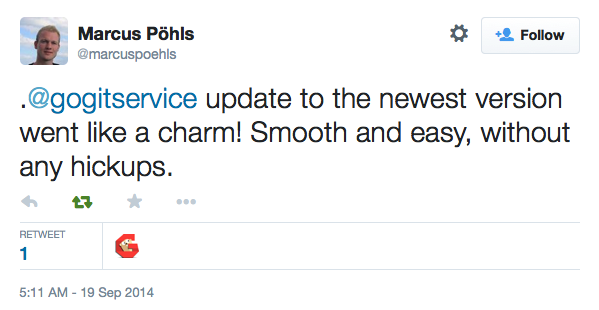 Marcus Pöhls
@marcuspoehls
Follow
.@gogitservice update to the newest version
went like a charm! Smooth and easy, without
any hickups.
RETWEET
1
5:11 AM - 19 Sep 2014